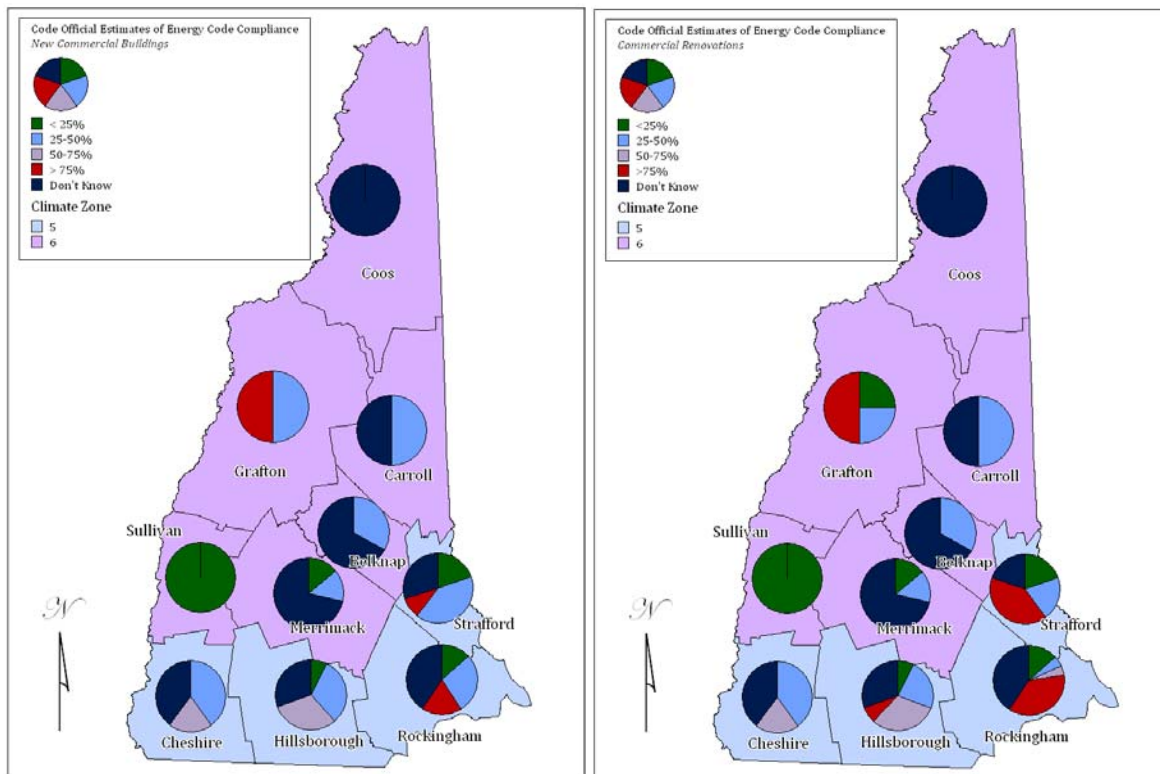 Code Official Estimates of Energy Code Compliance
New Commercial Buildings
< 25%
25-50%
50-75%
> 75%
Don't Know
Climate Zone
5
6
Coos
Grafton
Carroll
Sullivan
Belknap
Merrimack
Strafford
Cheshire
Hillsborough
Rockingham
N
Code Official Estimates of Energy Code Compliance
Commercial Renovations
<25%
25-50%
50-75%
>75%
Don't Know
Climate Zone
5
6
Coos
Grafton
Carroll
Sullivan
Belknap
Merrimack
Strafford
Cheshire
Hillsborough
Rockingham
N